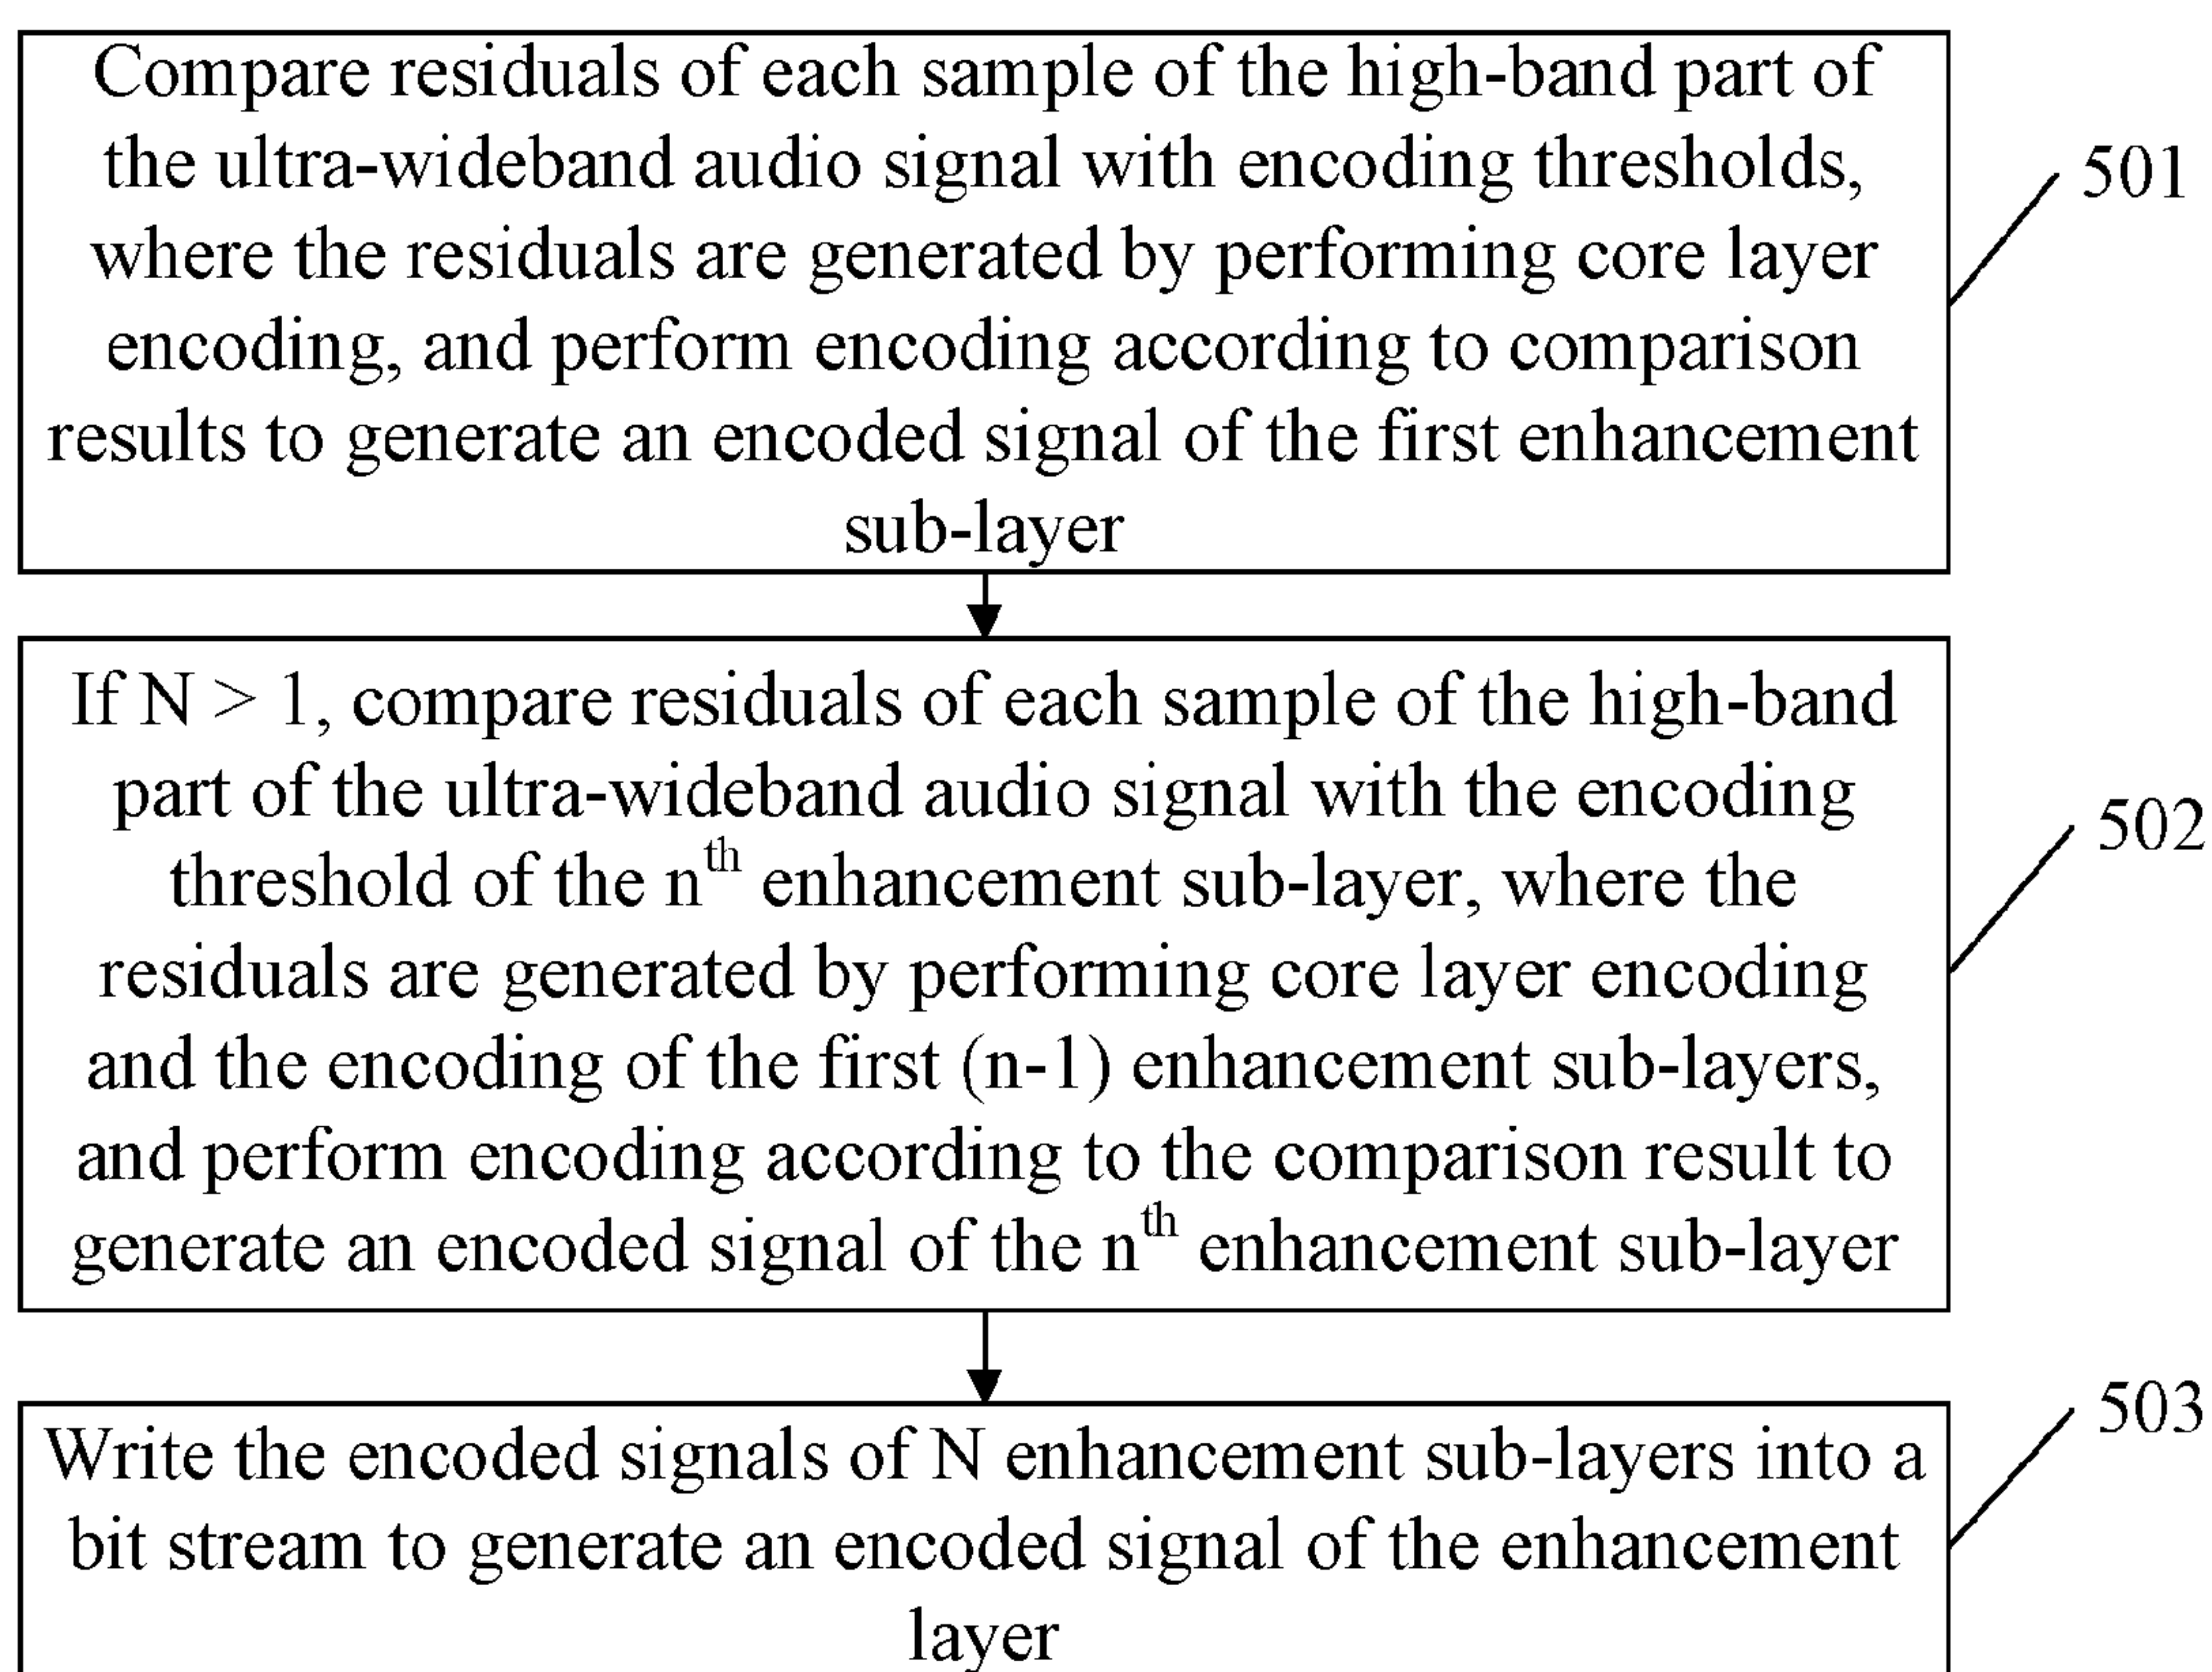 Compare residuals of each sample of the high-band part of
the ultra-wideband audio signal with encoding thresholds,
where the residuals are generated by performing core layer
encoding, and perform encoding according to comparison
results to generate an encoded signal of the first enhancement
sub-layer
501
If N > 1, compare residuals of each sample of the high-band
part of the ultra-wideband audio signal with the encoding
threshold of the nth enhancement sub-layer, where the
residuals are generated by performing core layer encoding
and the encoding of the first (n-1) enhancement sub-layers,
and perform encoding according to the comparison result to
generate an encoded signal of the nth enhancement sub-layer
502
Write the encoded signals of N enhancement sub-layers into a
bit stream to generate an encoded signal of the enhancement
layer
503